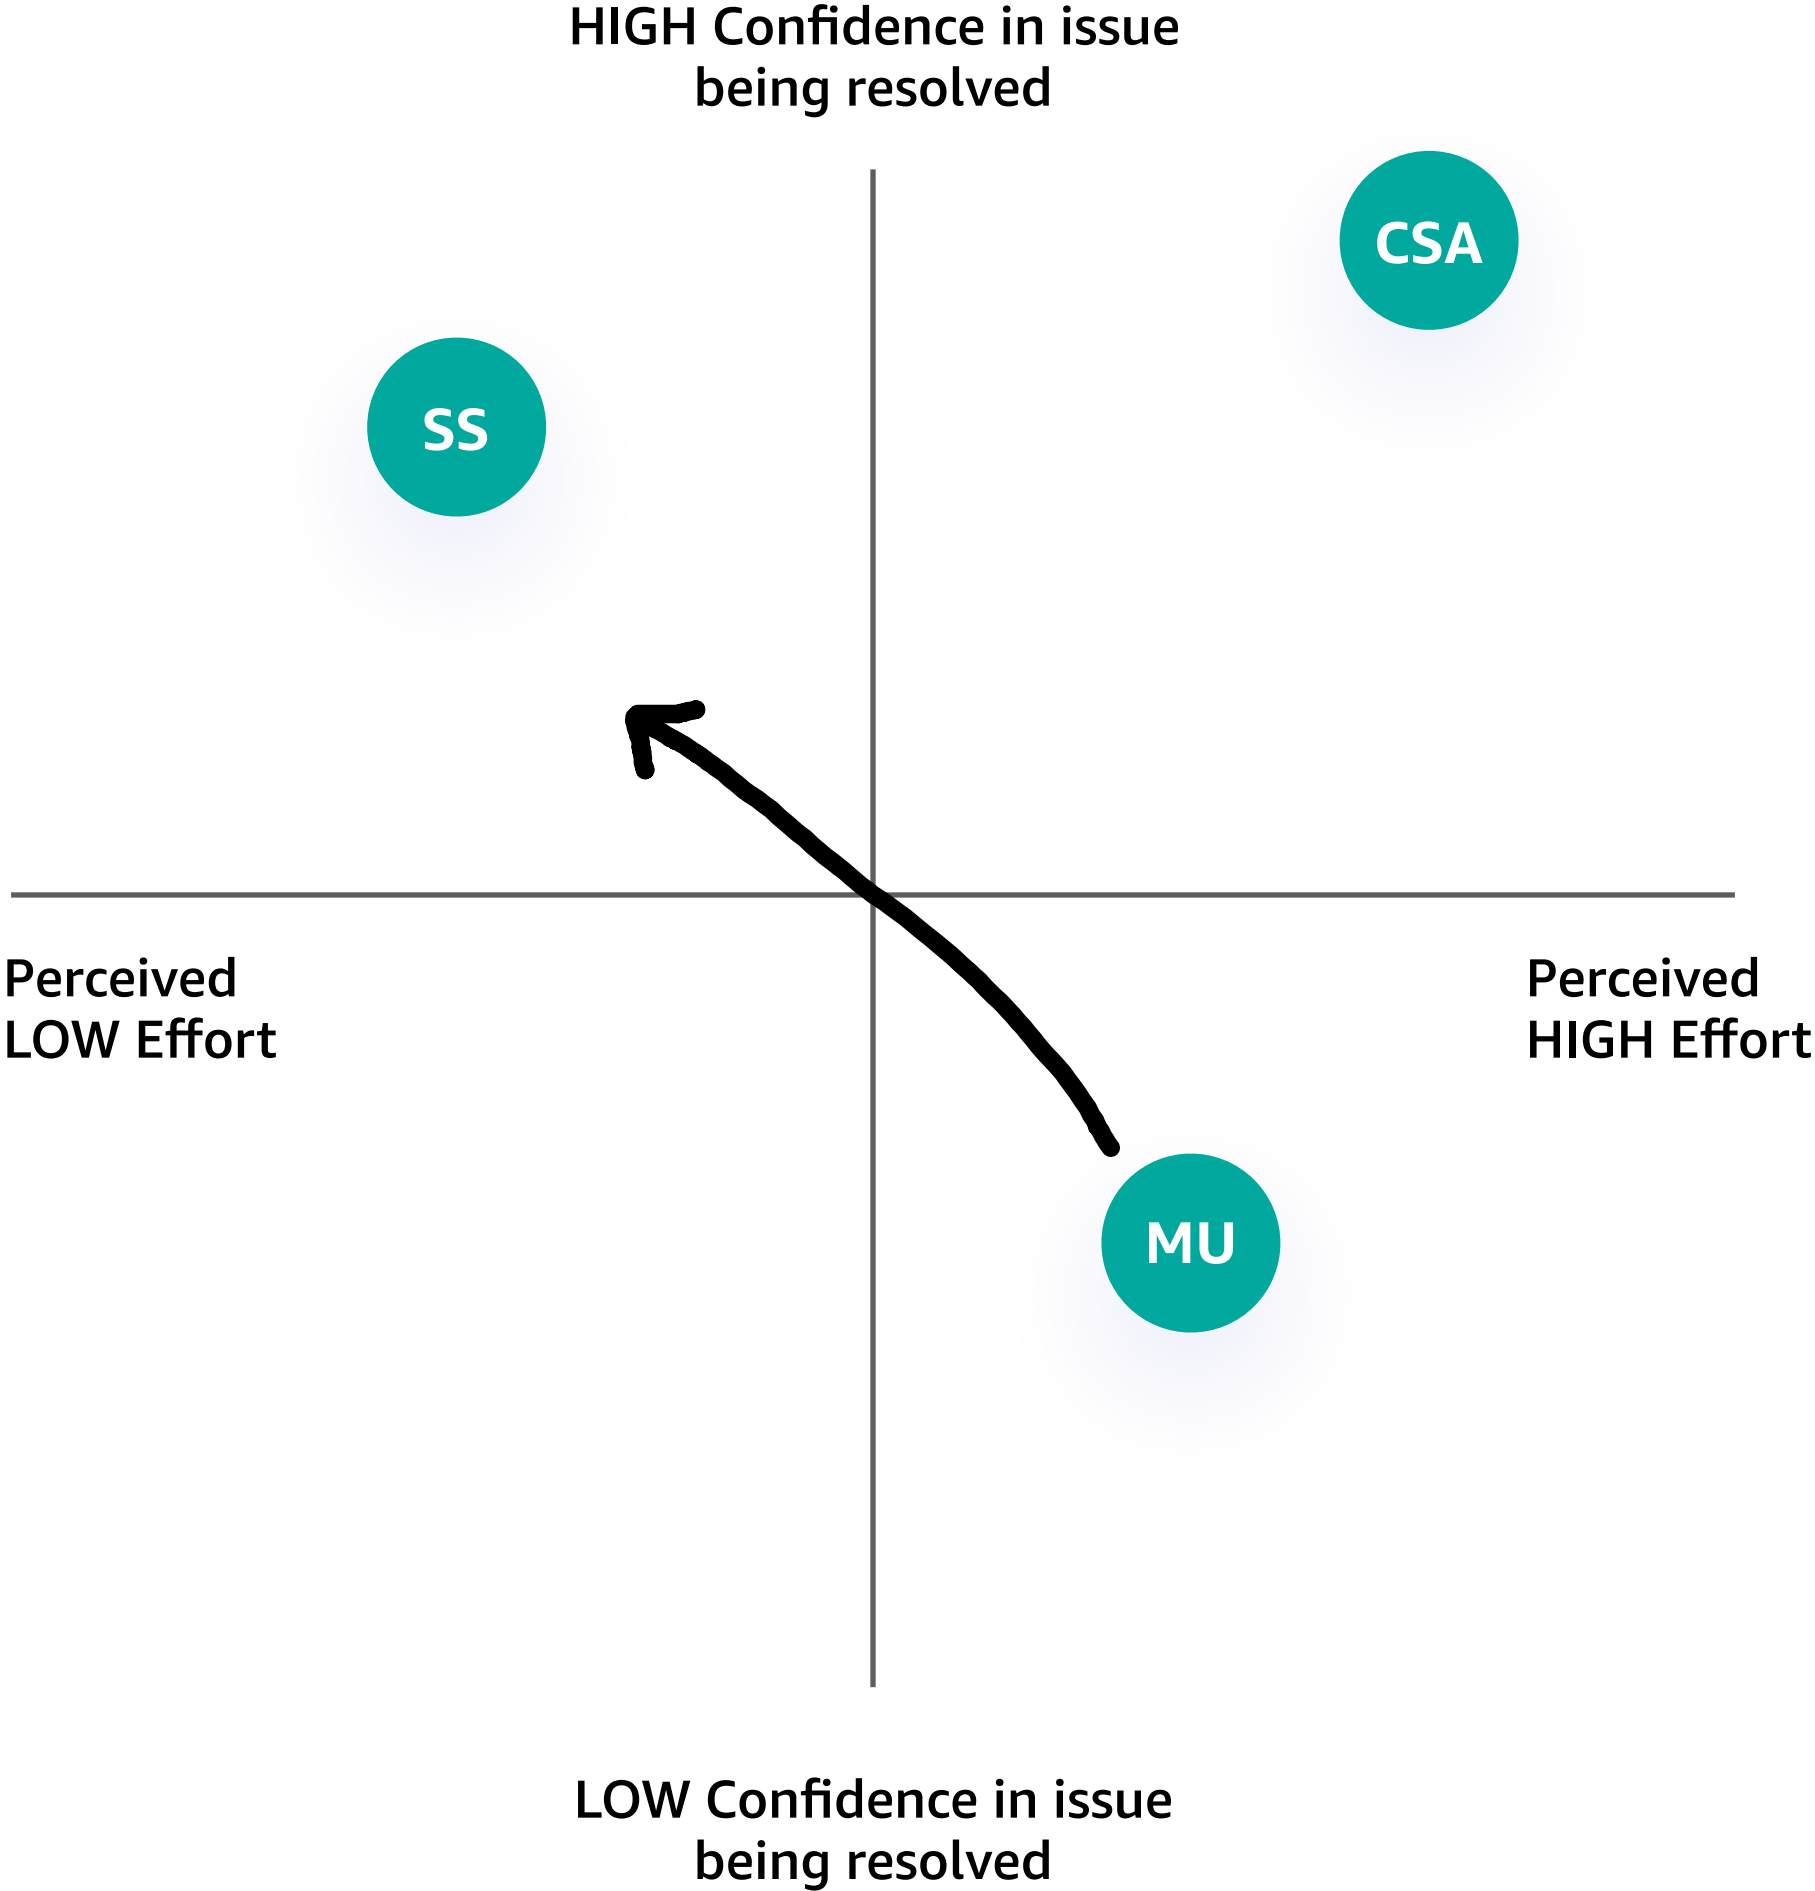 HIGH Confidence in issue
being resolved
CSA
SS
Perceived
LOW Effort
Perceived
HIGH Effort
MU
LOW Confidence in issue
being resolved